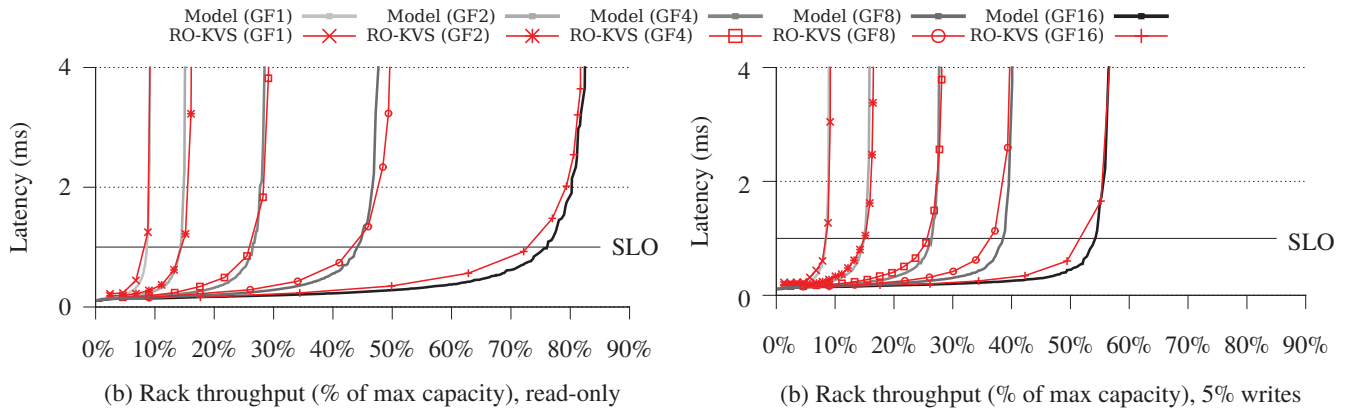 Model (GF1) Model (GF2) Model (GF4) Model (GF8) Model (GF16)
RO-KVS (GF1) RO-KVS (GF2) RO-KVS (GF4) RO-KVS (GF8) RO-KVS (GF16)
Latency (ms)
4
2
0
SLO
0% 10% 20% 30% 40% 50% 60% 70% 80% 90%
(b) Rack throughput (% of max capacity), read-only
Latency (ms)
4
2
0
SLO
0% 10% 20% 30% 40% 50% 60% 70% 80% 90%
(b) Rack throughput (% of max capacity), 5% writes